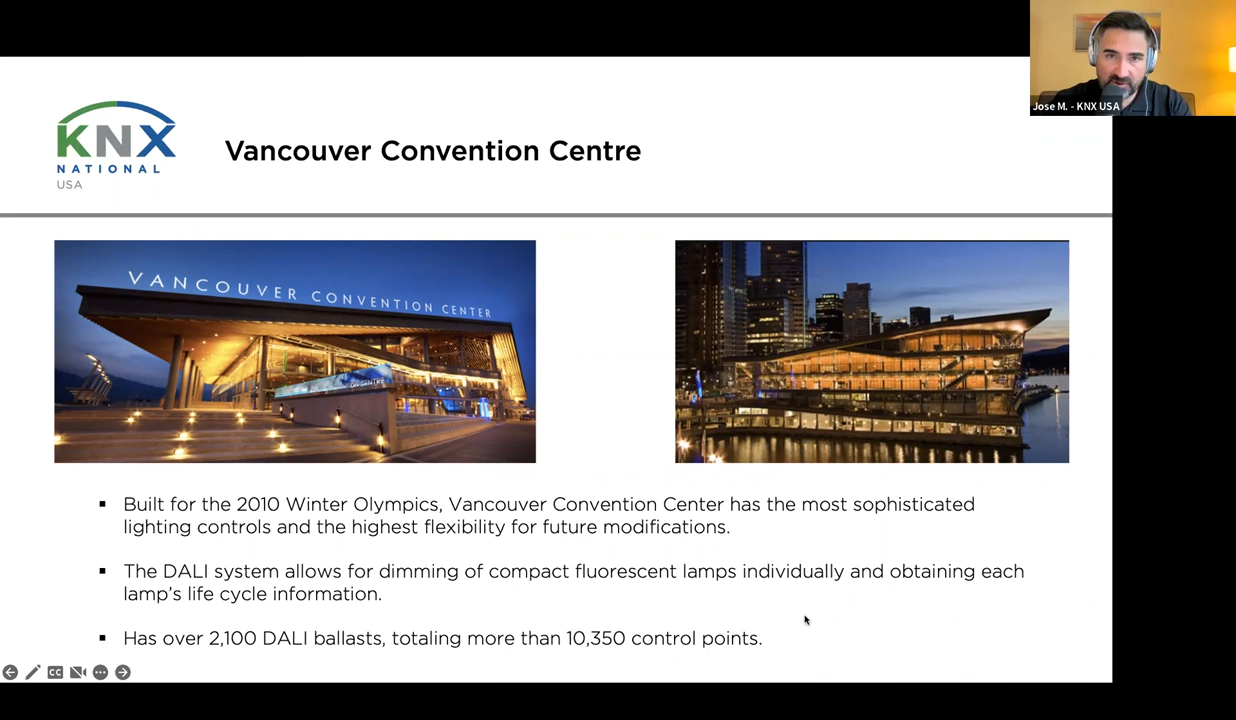 Jose M. - KNX USA
KNX
NATIONAL
USA
Vancouver Convention Centre
VANCOUVER CONVENTION CENTER
▪ Built for the 2010 Winter Olympics, Vancouver Convention Center has the most sophisticated
lighting controls and the highest flexibility for future modifications.
▪ The DALI system allows for dimming of compact fluorescent lamps individually and obtaining each
lamp's life cycle information.
▪ Has over 2,100 DALI ballasts, totaling more than 10,350 control points.
CC